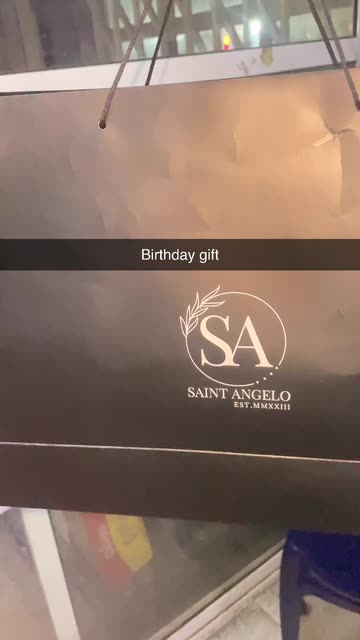 Birthday gift
SA
SAINT ANGELO
EST.MMXXIII